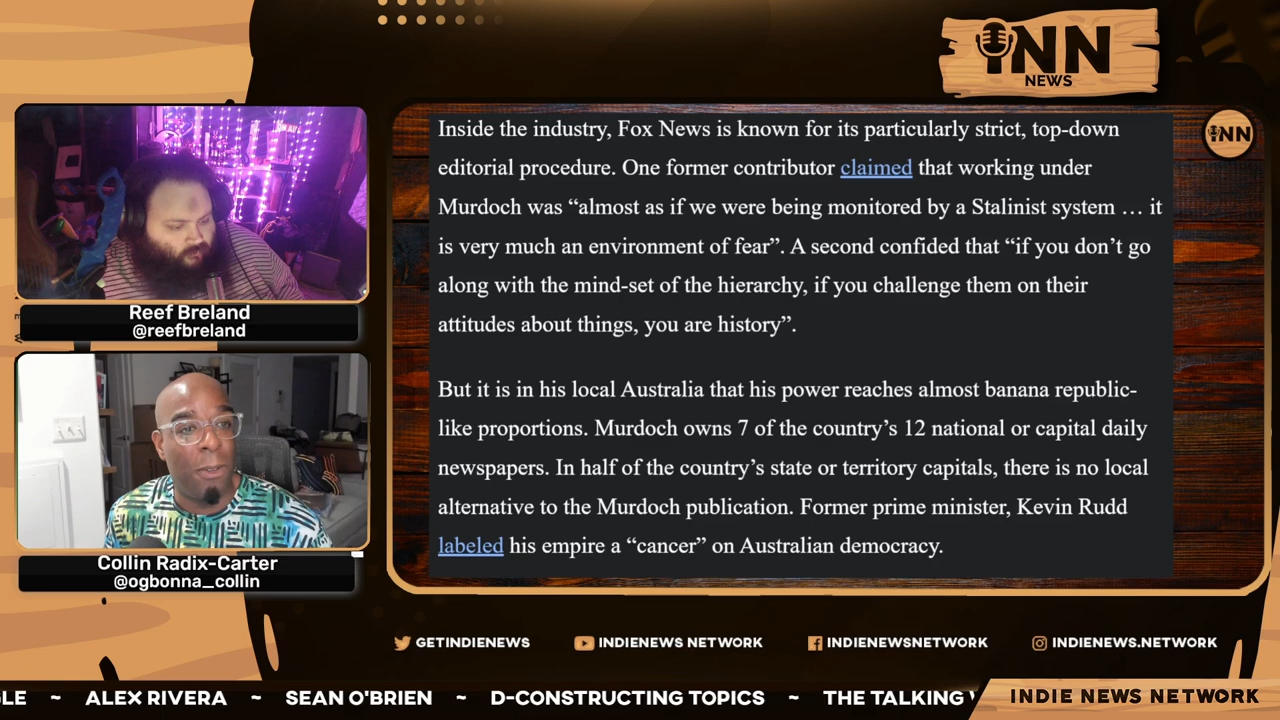 INN
NEWS
Inside the industry, Fox News is known for its particularly strict, top-down
editorial procedure. One former contributor claimed that working under
Murdoch was “almost as if we were being monitored by a Stalinist system … it
is very much an environment of fear”. A second confided that “if you don’t go
along with the mind-set of the hierarchy, if you challenge them on their
attitudes about things, you are history”.
But it is in his local Australia that his power reaches almost banana republic-
like proportions. Murdoch owns 7 of the country’s 12 national or capital daily
newspapers. In half of the country’s state or territory capitals, there is no local
alternative to the Murdoch publication. Former prime minister, Kevin Rudd
labeled his empire a “cancer” on Australian democracy.
INN
Reef Breland
@reefbreland
Collin Radix-Carter
@ogbonna_collin
GETINDIENEWS
INDIENEWS NETWORK
INDIENEWSNETWORK
INDIENEWS.NETWORK
GLE ~ ALEX RIVERA ~ SEAN O'BRIEN ~ D-CONSTRUCTING TOPICS ~ THE TALKING
INDIE NEWS NETWORK